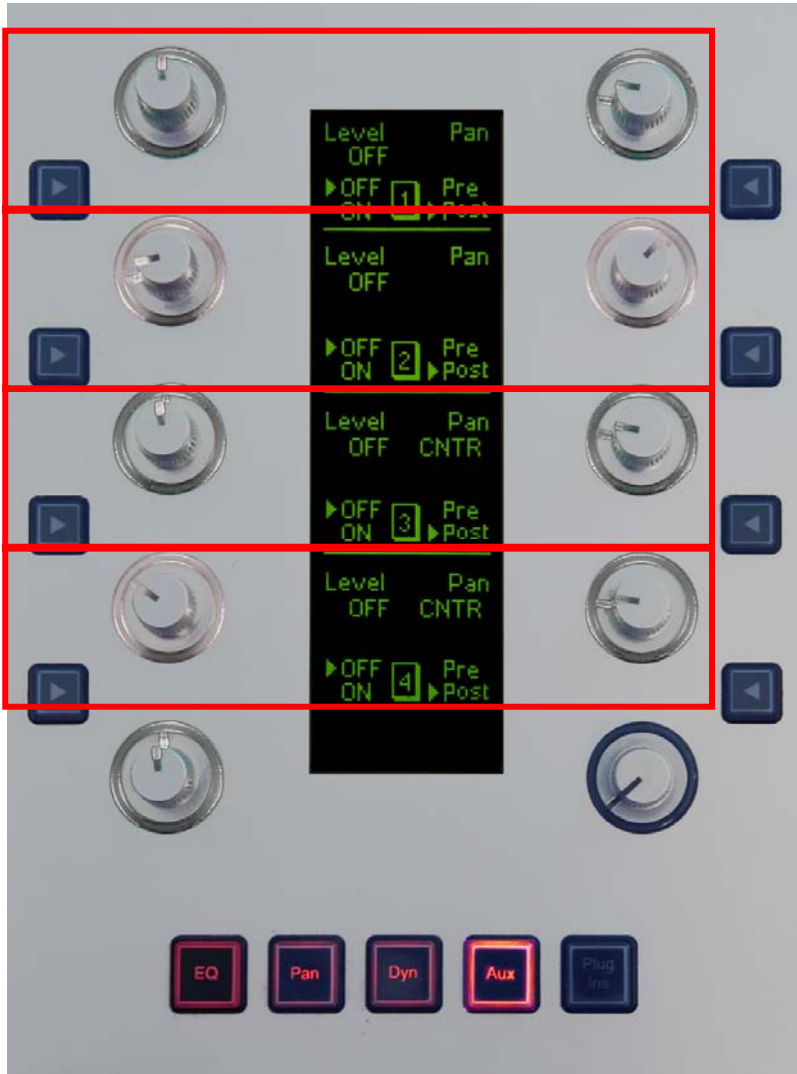 Level Pan
OFF
▶OFF 1 Pre
ON ▶Post
Level Pan
OFF
▶OFF 2 Pre
ON ▶Post
Level Pan
OFF CNTR
▶OFF 3 Pre
ON ▶Post
Level Pan
OFF CNTR
▶OFF 4 Pre
ON ▶Post
EQ Pan Dyn Aux Plug
Ins